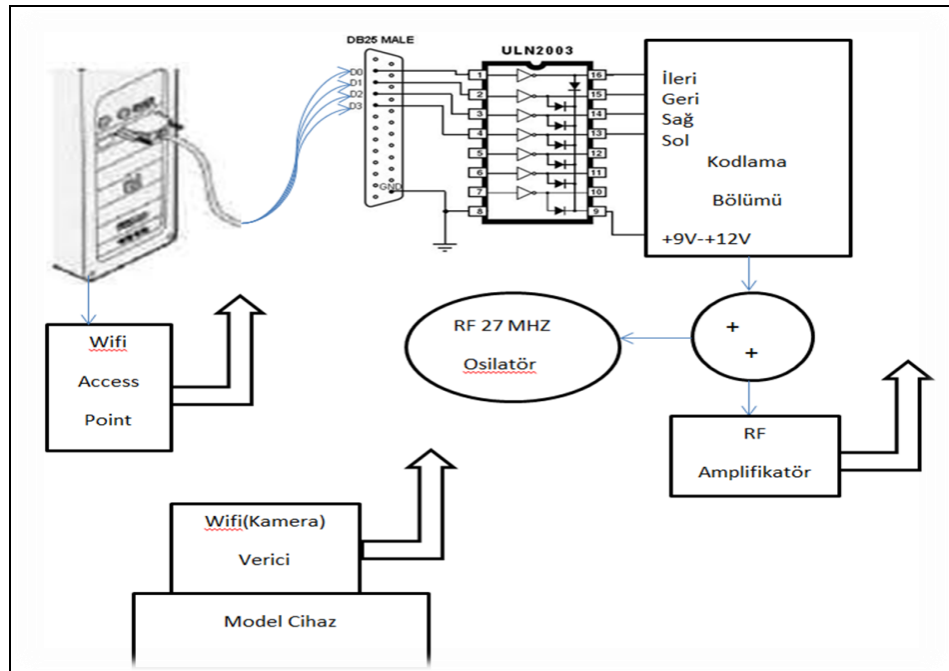 DB25 MALE
D0
D1
D2
D3
GND
ULN2003
1
2
3
4
5
6
7
8
16
15
14
13
12
11
10
9
İleri
Geri
Sağ
Sol
Kodlama
Bölümü
+9V-+12V
Wifi
Access
Point
RF 27 MHZ
Osilatör
+
+
RF
Amplifikatör
Wifi(Kamera)
Verici
Model Cihaz